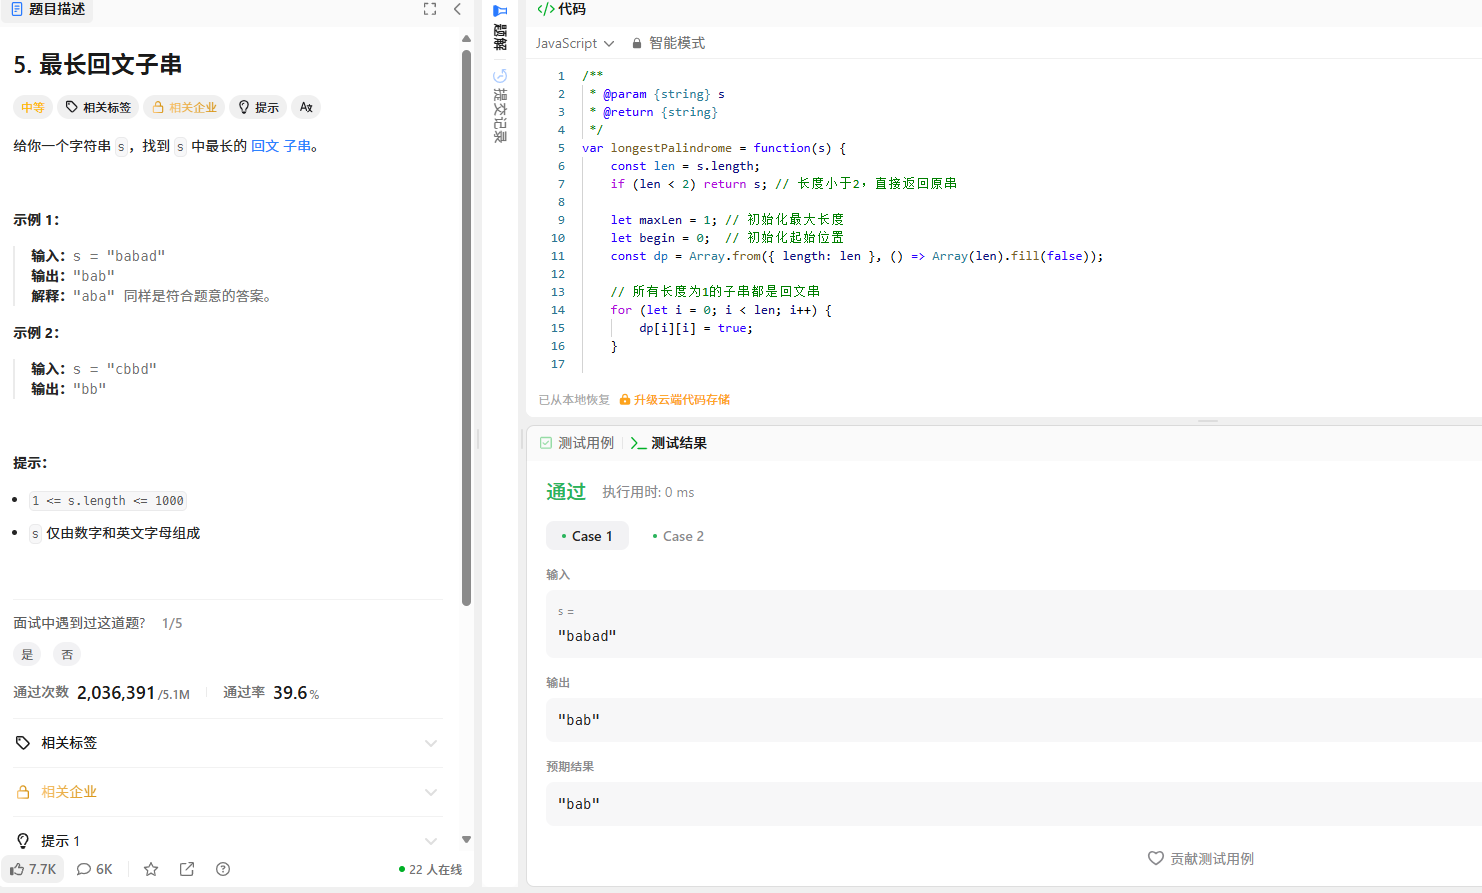 题目描述
5. 最长回文子串
中等 相关标签 相关企业 提示 Aあ
给你一个字符串 s，找到 s 中最长的 回文 子串。
示例 1：
输入：s = "babad"
输出："bab"
解释："aba" 同样是符合题意的答案。
示例 2：
输入：s = "cbbd"
输出："bb"
提示：
1 <= s.length <= 1000
s 仅由数字和英文字母组成
面试中遇到过这道题? 1/5
是 否
通过次数 2,036,391/5.1M 通过率 39.6%
相关标签
相关企业
提示 1
7.7K 6K 22 人在线
题解
提交记录
</> 代码
JavaScript 智能模式
1 /**
2 * @param {string} s
3 * @return {string}
4 */
5 var longestPalindrome = function(s) {
6 const len = s.length;
7 if (len < 2) return s; // 长度小于2，直接返回原串
8
9 let maxLen = 1; // 初始化最大长度
10 let begin = 0; // 初始化起始位置
11 const dp = Array.from({ length: len }, () => Array(len).fill(false));
12
13 // 所有长度为1的子串都是回文串
14 for (let i = 0; i < len; i++) {
15 dp[i][i] = true;
16 }
17
已从本地恢复 升级云端代码存储
测试用例 >_ 测试结果
通过 执行用时: 0 ms
Case 1 Case 2
输入
s =
"babad"
输出
"bab"
预期结果
"bab"
贡献测试用例